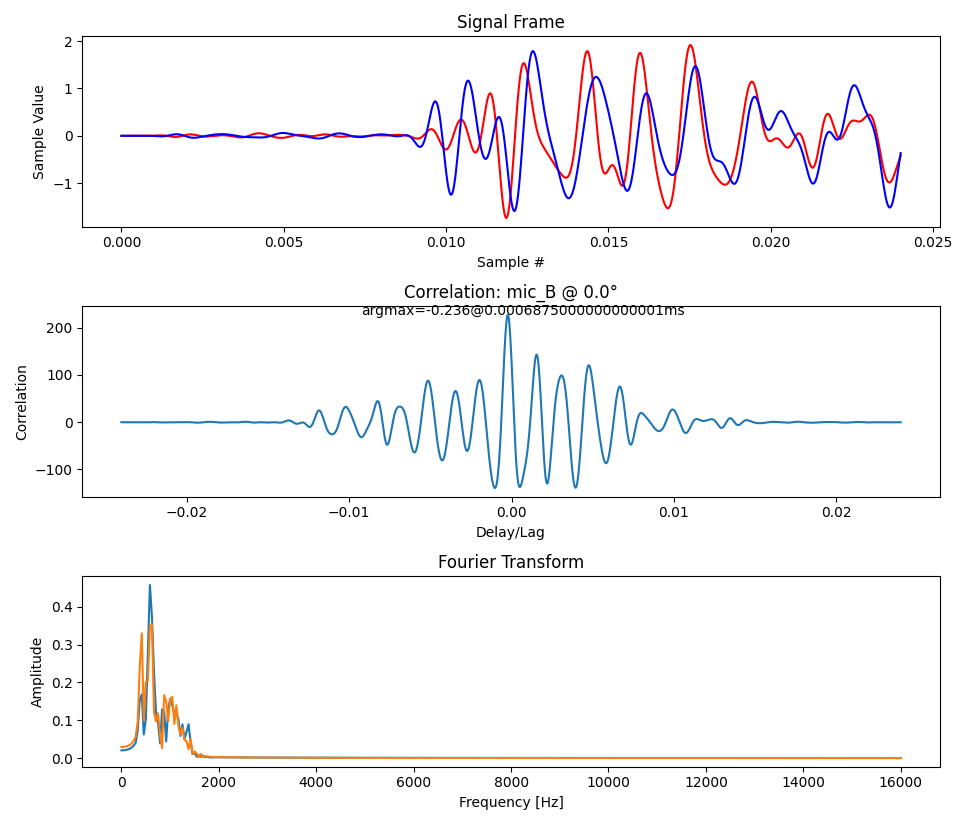 Signal Frame
2
1
0
−1
Sample Value
0.000 0.005 0.010 0.015 0.020 0.025
Sample #
Correlation: mic_B @ 0.0°
argmax=-0.236@0.0006875000000000001ms
200
100
0
−100
Correlation
−0.02 −0.01 0.00 0.01 0.02
Delay/Lag
Fourier Transform
0.4
0.3
0.2
0.1
0.0
Amplitude
0 2000 4000 6000 8000 10000 12000 14000 16000
Frequency [Hz]